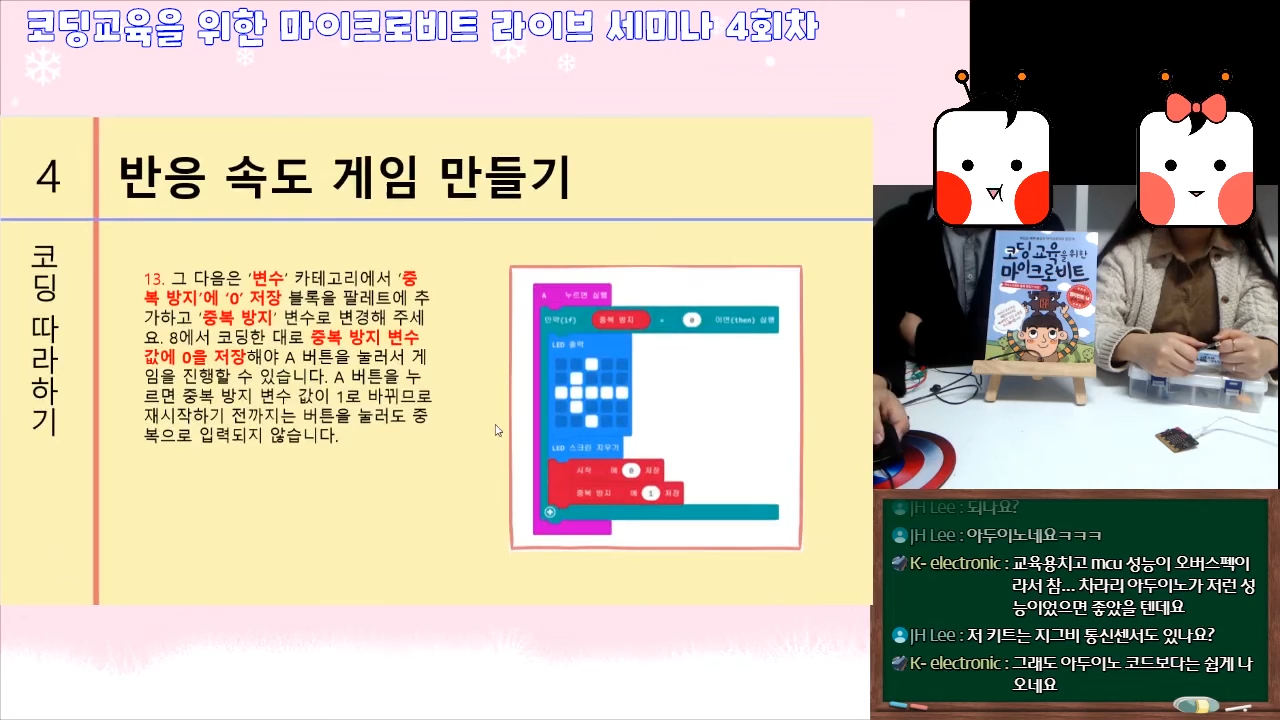 코딩교육을 위한 마이크로비트 라이브 세미나 4회차
4
반응 속도 게임 만들기
코딩 따라하기
13. 그 다음은 ‘변수’ 카테고리에서 ‘중
복 방지’에 ‘0’ 저장 블록을 팔레트에 추
가하고 ‘중복 방지’ 변수로 변경해 주세
요. 8에서 코딩한 대로 중복 방지 변수
값에 0을 저장해야 A 버튼을 눌러서 게
임을 진행할 수 있습니다. A 버튼을 누
르면 중복 방지 변수 값이 1로 바뀌므로
재시작하기 전까지는 버튼을 눌러도 중
복으로 입력되지 않습니다.
A 누르면 실행
만약(if) 중복 방지 = 0 이면(then) 실행
LED 출력
LED 스크린 지우기
시작 에 0 저장
중복 방지 에 1 저장
코딩교육을 위한
마이크로비트
JH Lee : 되나요?
JH Lee : 아두이노네요ㅋㅋㅋ
K- electronic : 교육용치고 mcu 성능이 오버스펙이
라서 참... 차라리 아두이노가 저런 성
능이었으면 좋았을 텐데요
JH Lee : 저 키트는 지그비 통신센서도 있나요?
K- electronic : 그래도 아두이노 코드보다는 쉽게 나
오네요